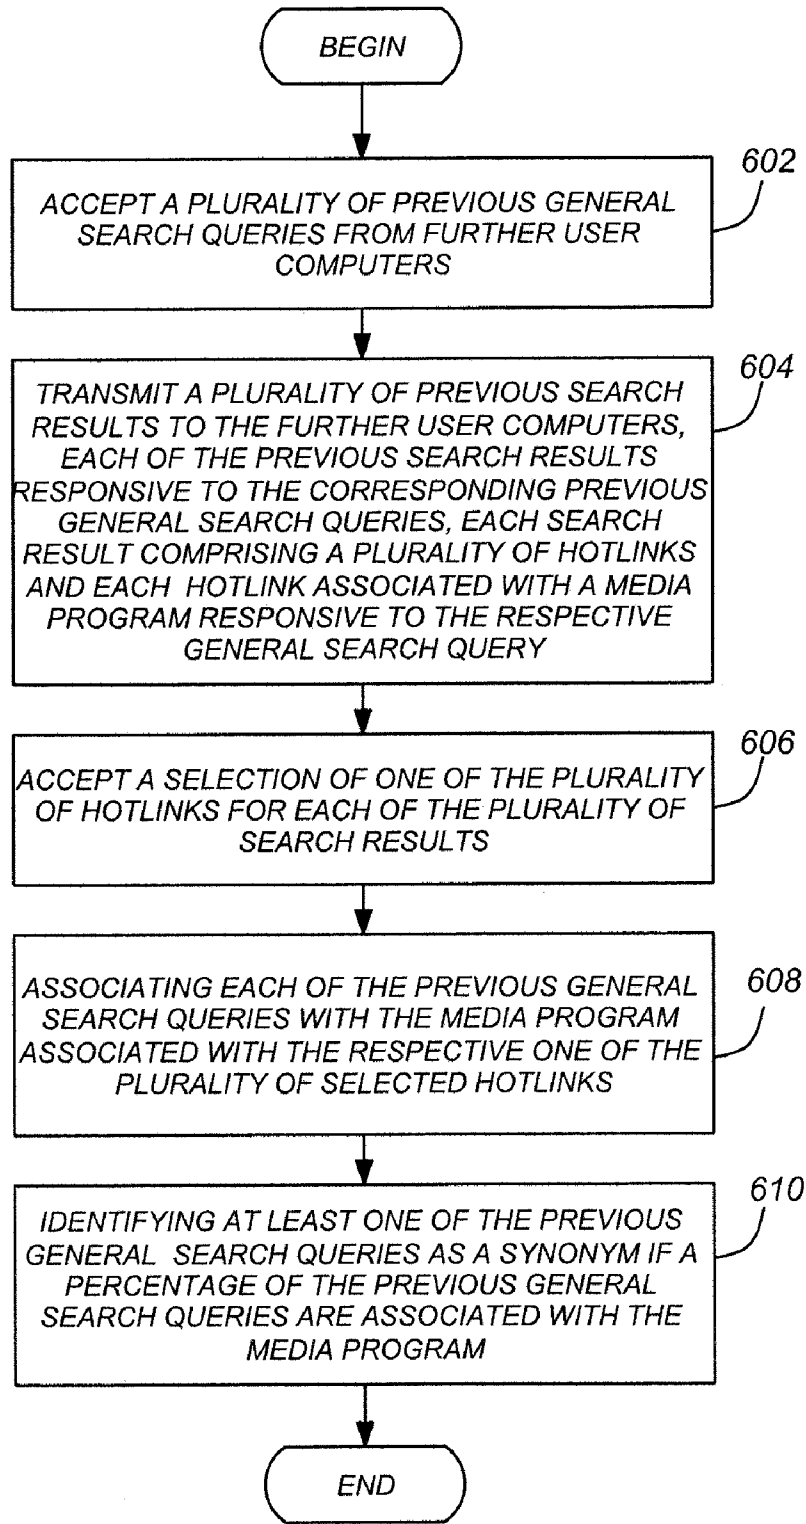 BEGIN
602
ACCEPT A PLURALITY OF PREVIOUS GENERAL
SEARCH QUERIES FROM FURTHER USER
COMPUTERS
604
TRANSMIT A PLURALITY OF PREVIOUS SEARCH
RESULTS TO THE FURTHER USER COMPUTERS,
EACH OF THE PREVIOUS SEARCH RESULTS
RESPONSIVE TO THE CORRESPONDING PREVIOUS
GENERAL SEARCH QUERIES, EACH SEARCH
RESULT COMPRISING A PLURALITY OF HOTLINKS
AND EACH HOTLINK ASSOCIATED WITH A MEDIA
PROGRAM RESPONSIVE TO THE RESPECTIVE
GENERAL SEARCH QUERY
606
ACCEPT A SELECTION OF ONE OF THE PLURALITY
OF HOTLINKS FOR EACH OF THE PLURALITY OF
SEARCH RESULTS
608
ASSOCIATING EACH OF THE PREVIOUS GENERAL
SEARCH QUERIES WITH THE MEDIA PROGRAM
ASSOCIATED WITH THE RESPECTIVE ONE OF THE
PLURALITY OF SELECTED HOTLINKS
610
IDENTIFYING AT LEAST ONE OF THE PREVIOUS
GENERAL SEARCH QUERIES AS A SYNONYM IF A
PERCENTAGE OF THE PREVIOUS GENERAL
SEARCH QUERIES ARE ASSOCIATED WITH THE
MEDIA PROGRAM
END